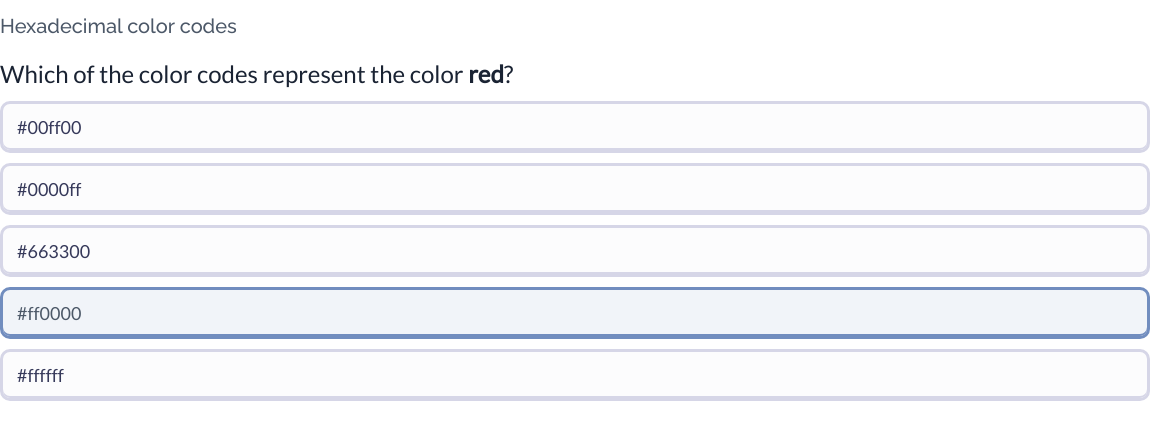 Hexadecimal color codes
Which of the color codes represent the color red?
#00ff00
#0000ff
#663300
#ff0000
#ffffff